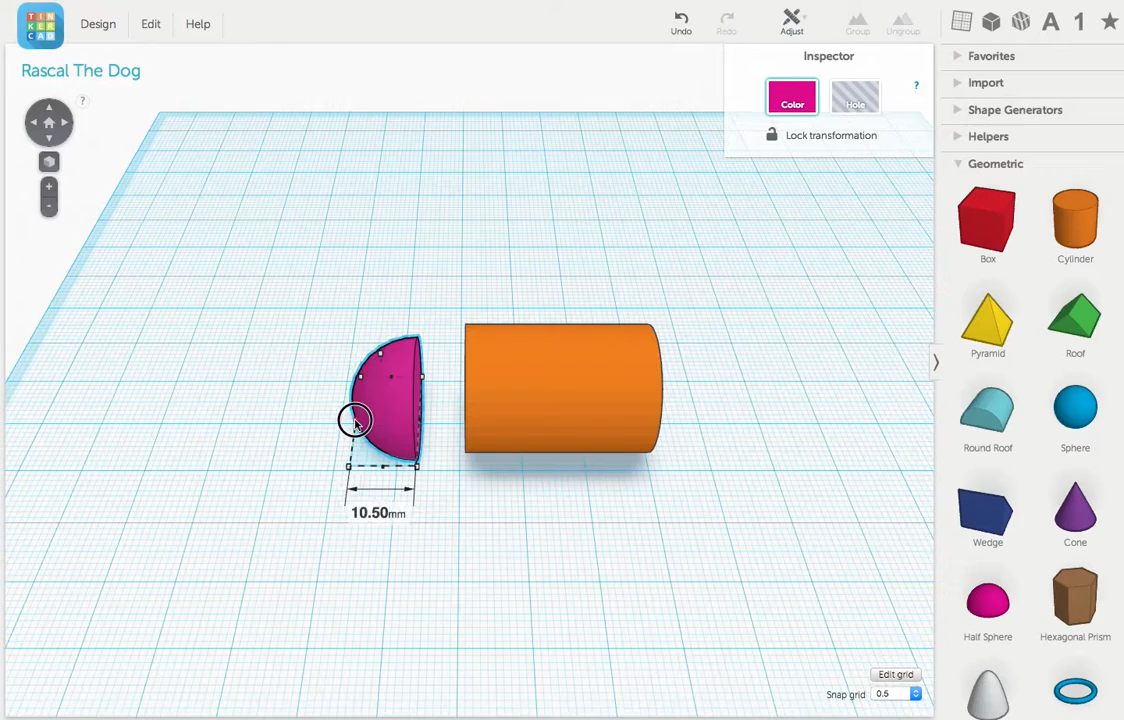 TIN
KER
CAD
Design
Edit
Help
Undo
Redo
Adjust
Group
Ungroup
A
1
Rascal The Dog
?
+
-
Inspector
Color
Hole
?
Lock transformation
Favorites
Import
Shape Generators
Helpers
Geometric
Box
Cylinder
Pyramid
Roof
Round Roof
Sphere
Wedge
Cone
Half Sphere
Hexagonal Prism
10.50mm
Edit grid
Snap grid
0.5